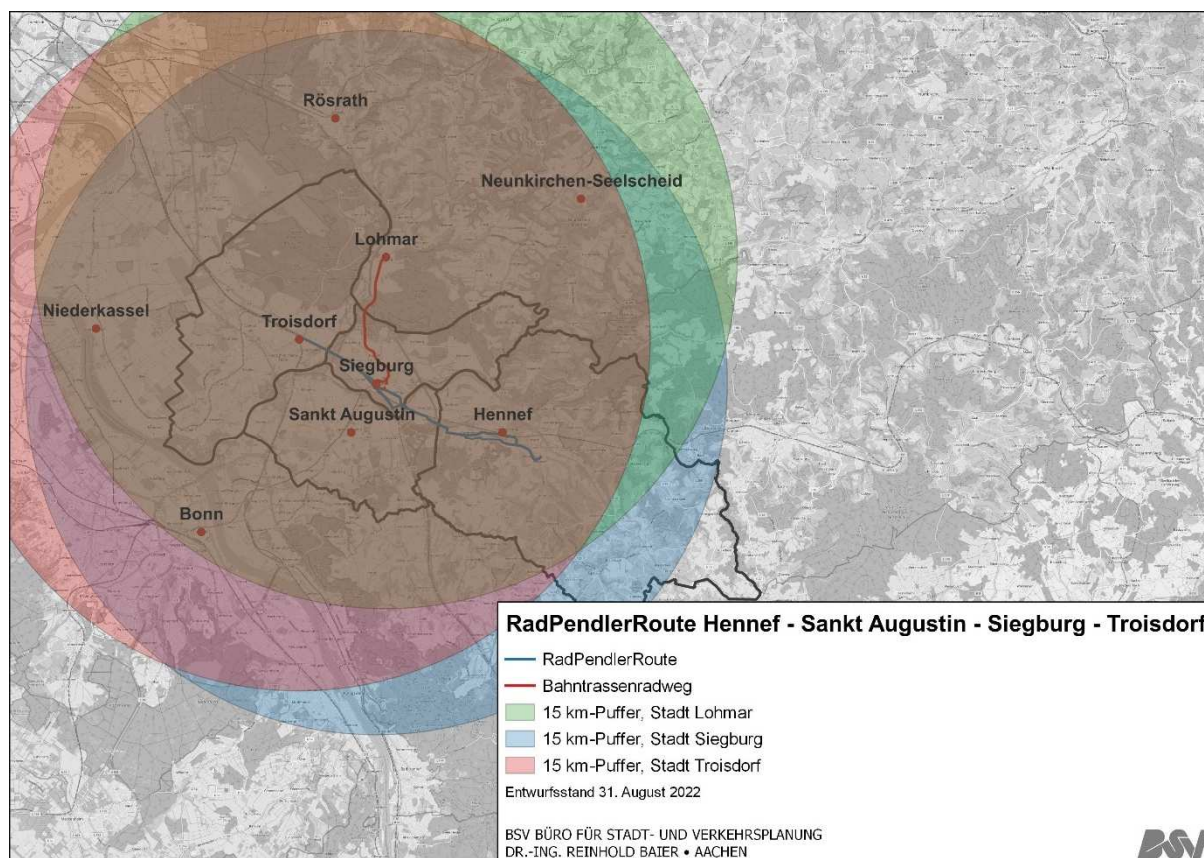 Rösrath
Neunkirchen-Seelscheid
Lohmar
Niederkassel
Troisdorf
Siegburg
Sankt Augustin
Hennef
Bonn
RadPendlerRoute Hennef - Sankt Augustin - Siegburg - Troisdorf
RadPendlerRoute
Bahntrassenradweg
15 km-Puffer, Stadt Lohmar
15 km-Puffer, Stadt Siegburg
15 km-Puffer, Stadt Troisdorf
Entwurfsstand 31. August 2022
BSV BÜRO FÜR STADT- UND VERKEHRSPLANUNG
DR.-ING. REINHOLD BAIER • AACHEN
BSV